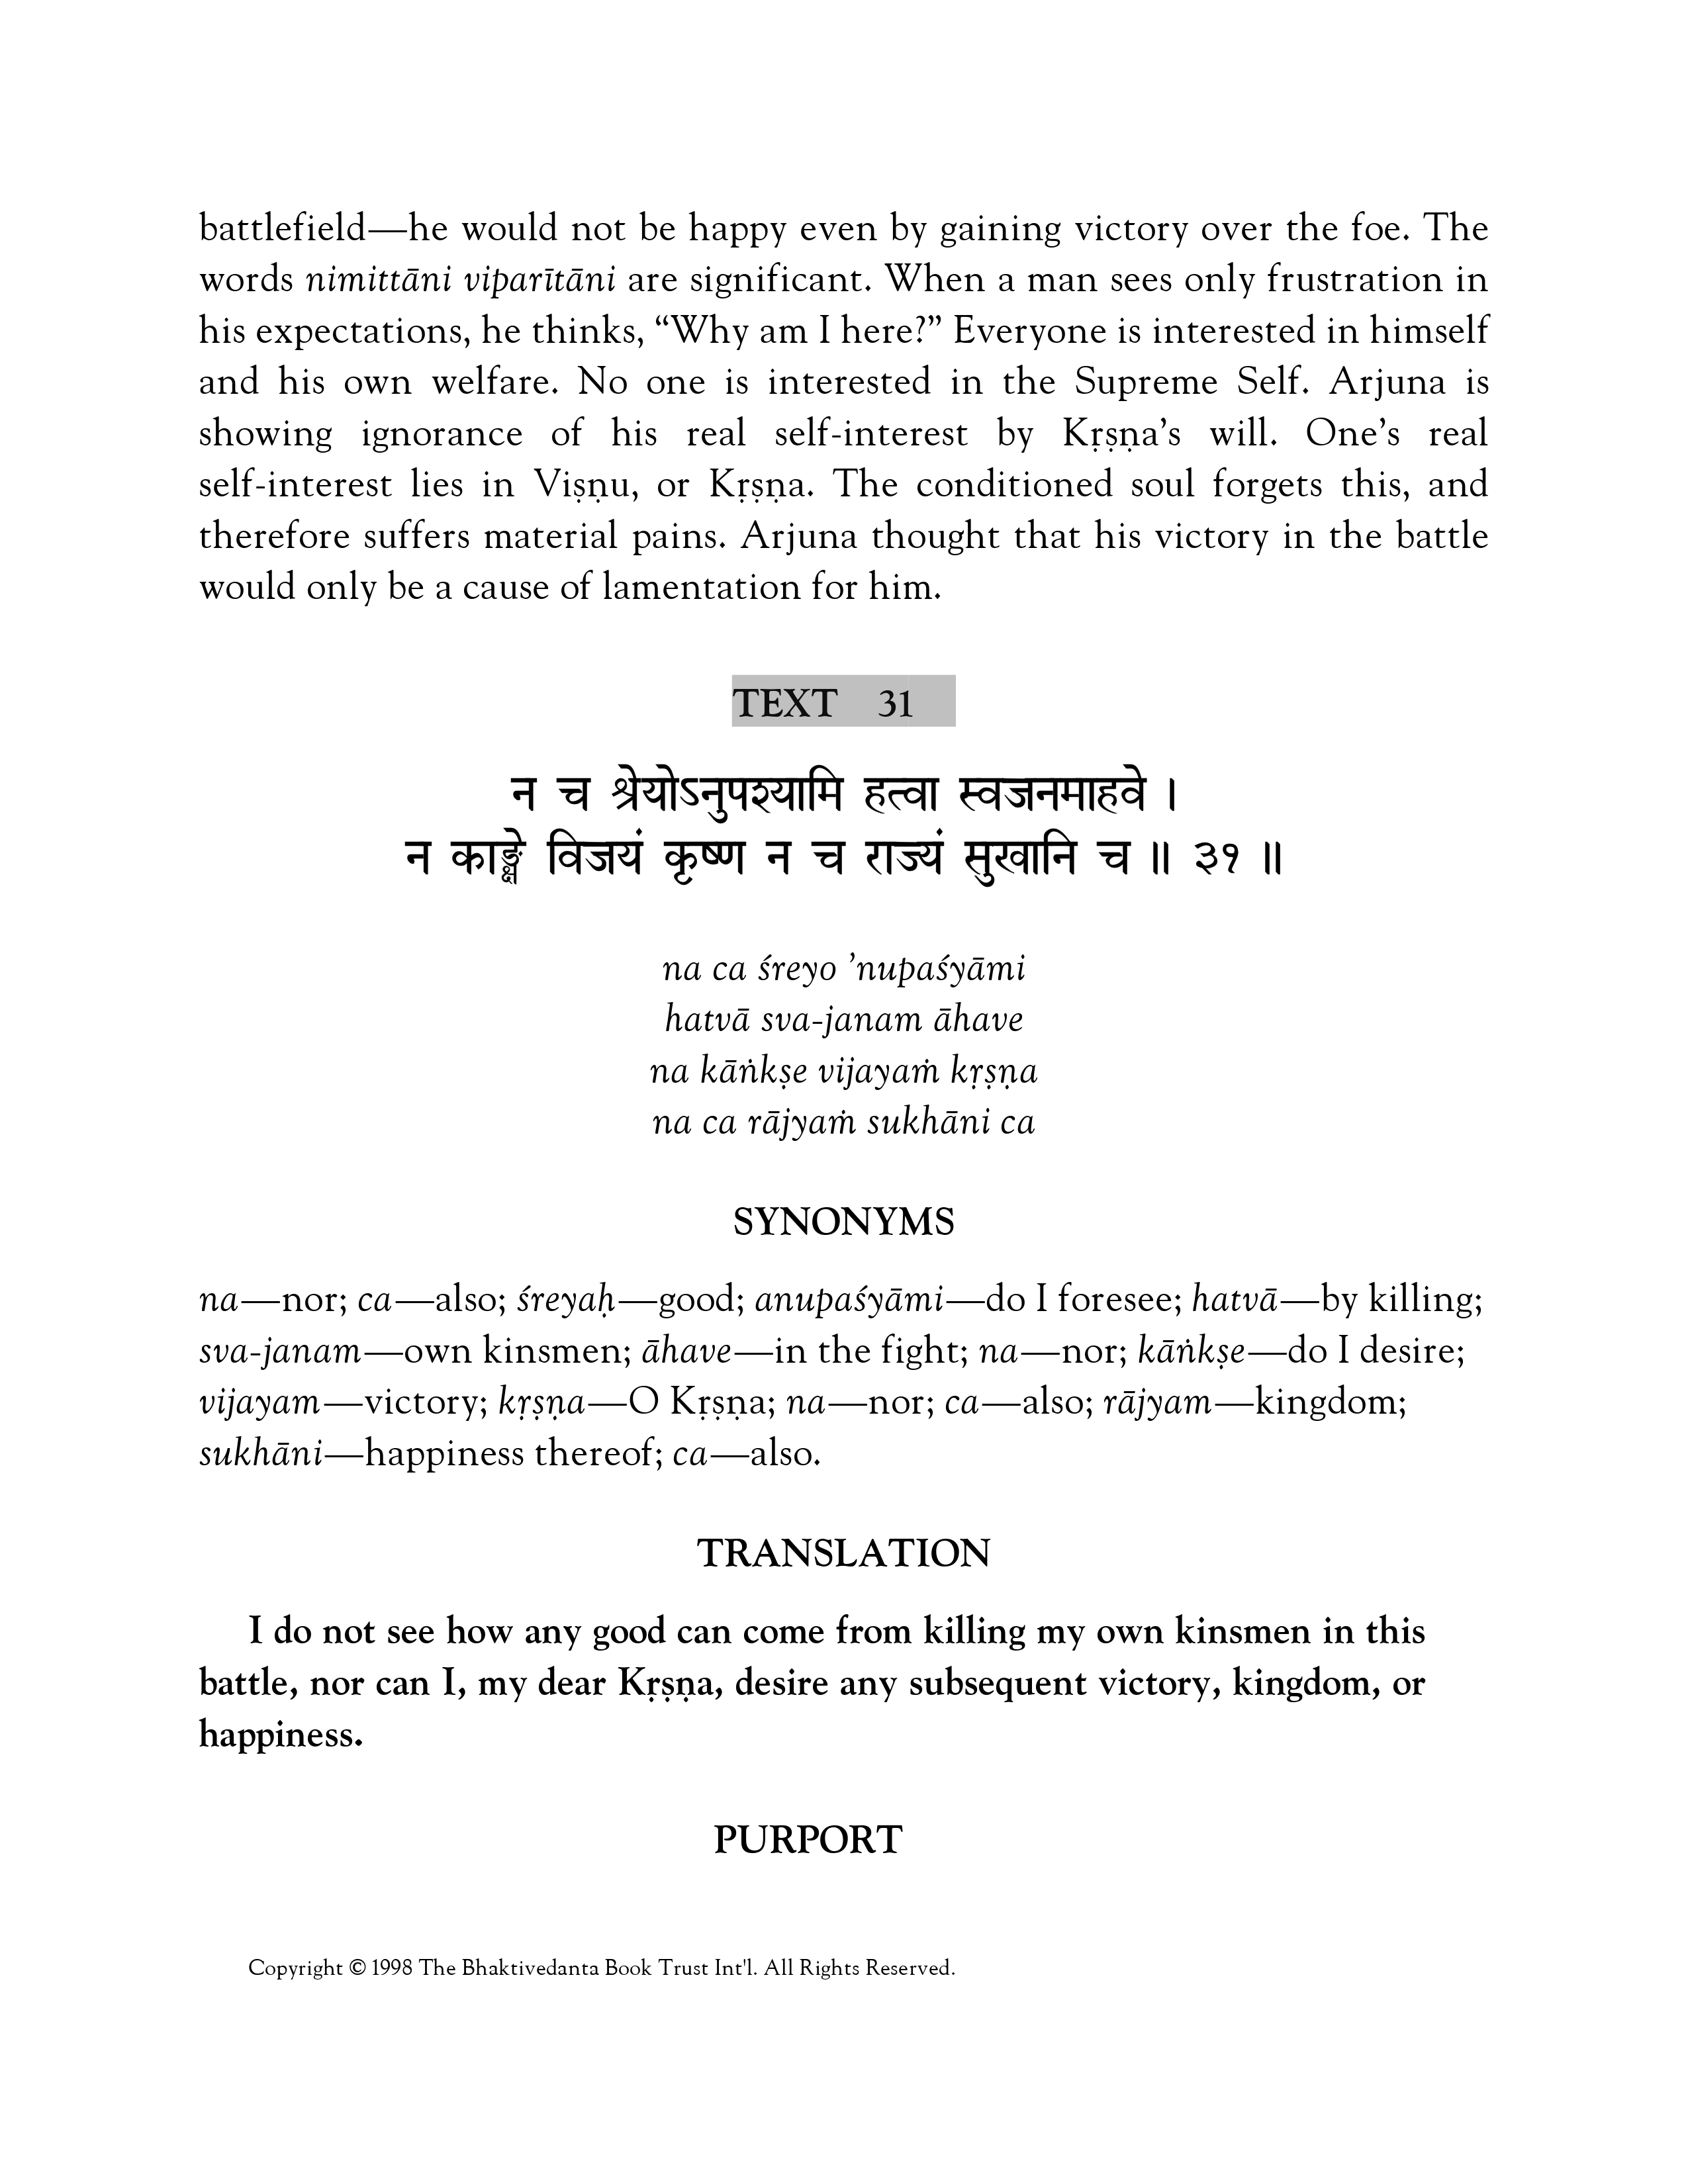 battlefield—he would not be happy even by gaining victory over the foe. The
words nimittāni viparītāni are significant. When a man sees only frustration in
his expectations, he thinks, “Why am I here?” Everyone is interested in himself
and his own welfare. No one is interested in the Supreme Self. Arjuna is
showing ignorance of his real self-interest by Kṛṣṇa’s will. One’s real
self-interest lies in Viṣṇu, or Kṛṣṇa. The conditioned soul forgets this, and
therefore suffers material pains. Arjuna thought that his victory in the battle
would only be a cause of lamentation for him.
TEXT 31
न च श्रेयोऽनुपश्यामि हत्वा स्वजनमाहवे ।
न काङ्क्षे विजयं कृष्ण न च राज्यं सुखानि च ॥ ३१ ॥
na ca śreyo ’nupaśyāmi
hatvā sva-janam āhave
na kāṅkṣe vijayaṁ kṛṣṇa
na ca rājyaṁ sukhāni ca
SYNONYMS
na—nor; ca—also; śreyaḥ—good; anupaśyāmi—do I foresee; hatvā—by killing;
sva-janam—own kinsmen; āhave—in the fight; na—nor; kāṅkṣe—do I desire;
vijayam—victory; kṛṣṇa—O Kṛṣṇa; na—nor; ca—also; rājyam—kingdom;
sukhāni—happiness thereof; ca—also.
TRANSLATION
I do not see how any good can come from killing my own kinsmen in this
battle, nor can I, my dear Kṛṣṇa, desire any subsequent victory, kingdom, or
happiness.
PURPORT
Copyright © 1998 The Bhaktivedanta Book Trust Int'l. All Rights Reserved.